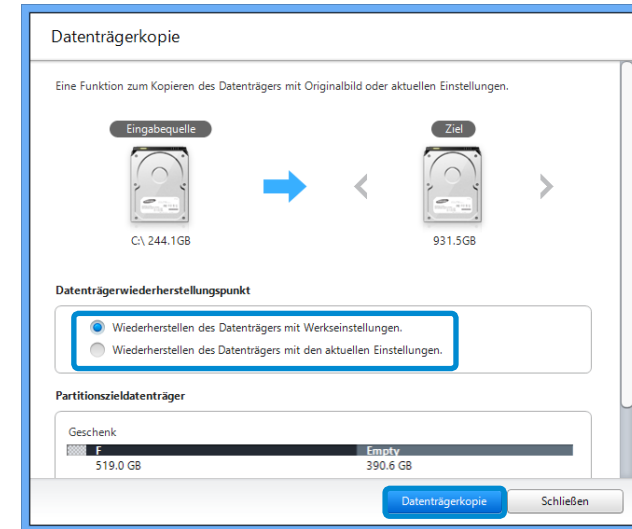 Datenträgerkopie
Eine Funktion zum Kopieren des Datenträgers mit Originalbild oder aktuellen Einstellungen.
Eingabequelle
Ziel
C:\ 244.1GB
931.5GB
Datenträgerwiederherstellungspunkt
Wiederherstellen des Datenträgers mit Werkseinstellungen.
Wiederherstellen des Datenträgers mit den aktuellen Einstellungen.
Partitionszieldatenträger
Geschenk
F Empty
519.0 GB 390.6 GB
Datenträgerkopie Schließen